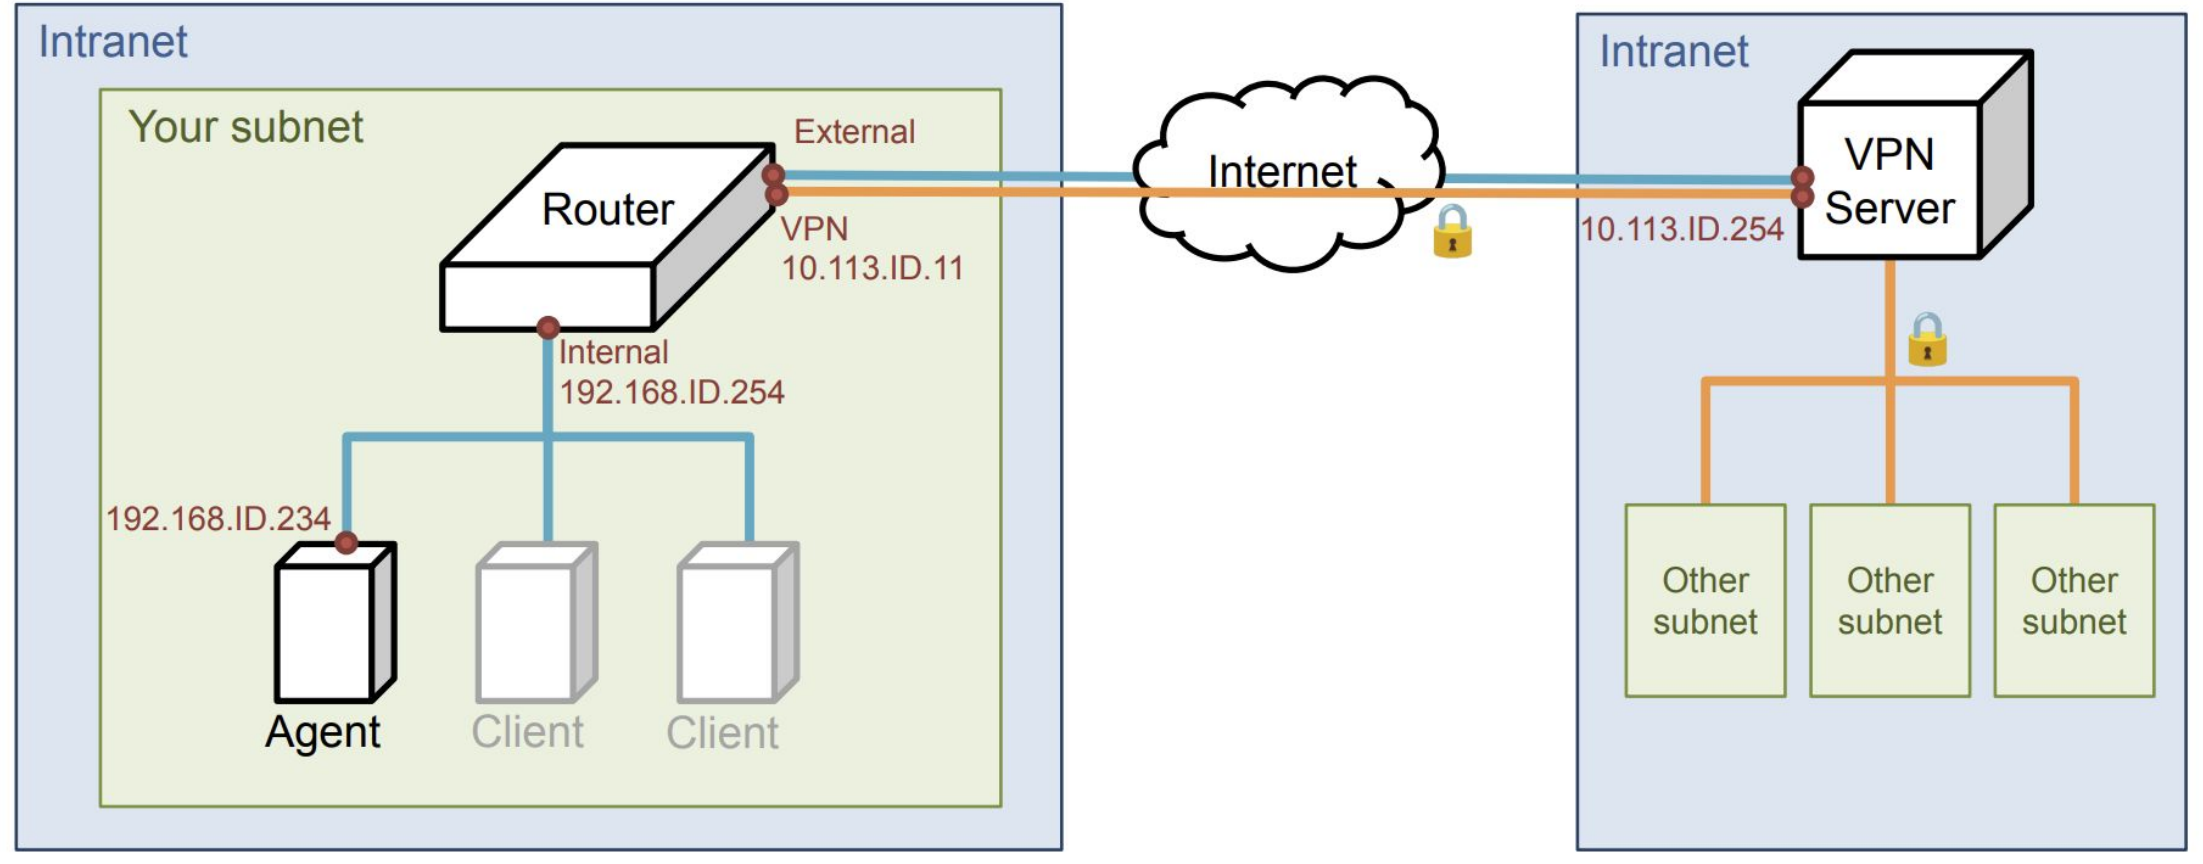 Intranet
Your subnet
External
Router
VPN
10.113.ID.11
Internal
192.168.ID.254
192.168.ID.234
Agent
Client
Client
Internet
Intranet
VPN
Server
10.113.ID.254
Other
subnet
Other
subnet
Other
subnet